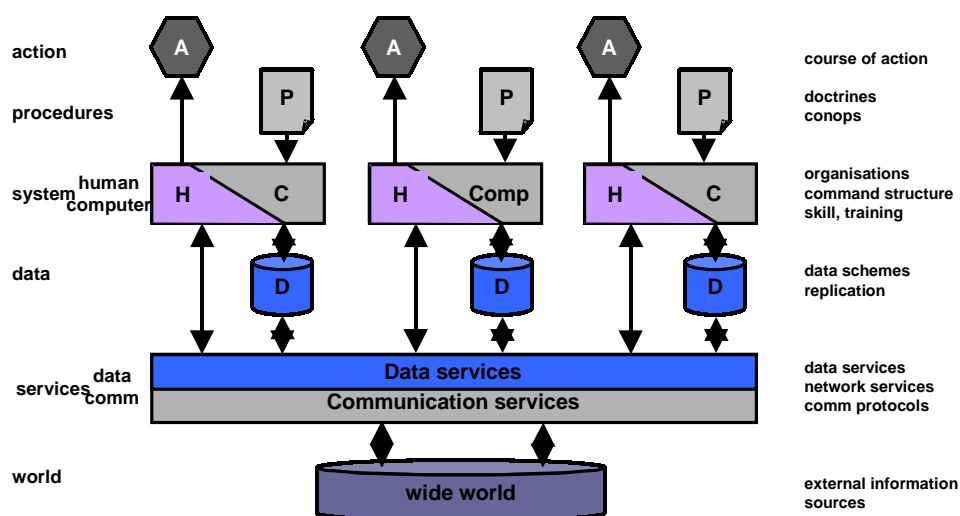 A A A
action
course of action
P P P
procedures
doctrines
conops
human
system
computer
H C H Comp H C
organisations
command structure
skill, training
data
D D D
data schemes
replication
data
services
comm
Data services
Communication services
data services
network services
comm protocols
world
wide world
external information
sources